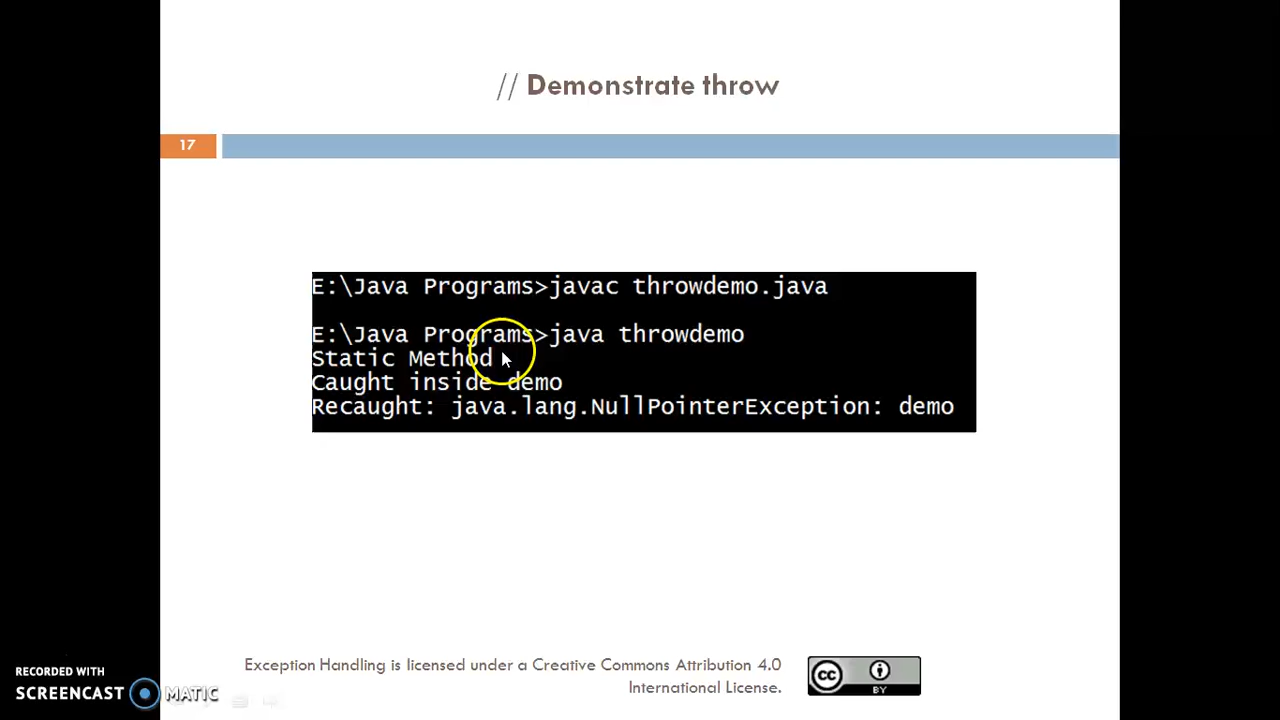 // Demonstrate throw
17
E:\Java Programs>javac throwdemo.java
E:\Java Programs>java throwdemo
Static Method
Caught inside demo
Recaught: java.lang.NullPointerException: demo
Exception Handling is licensed under a Creative Commons Attribution 4.0
International License.
cc
BY
RECORDED WITH
SCREENCAST MATIC